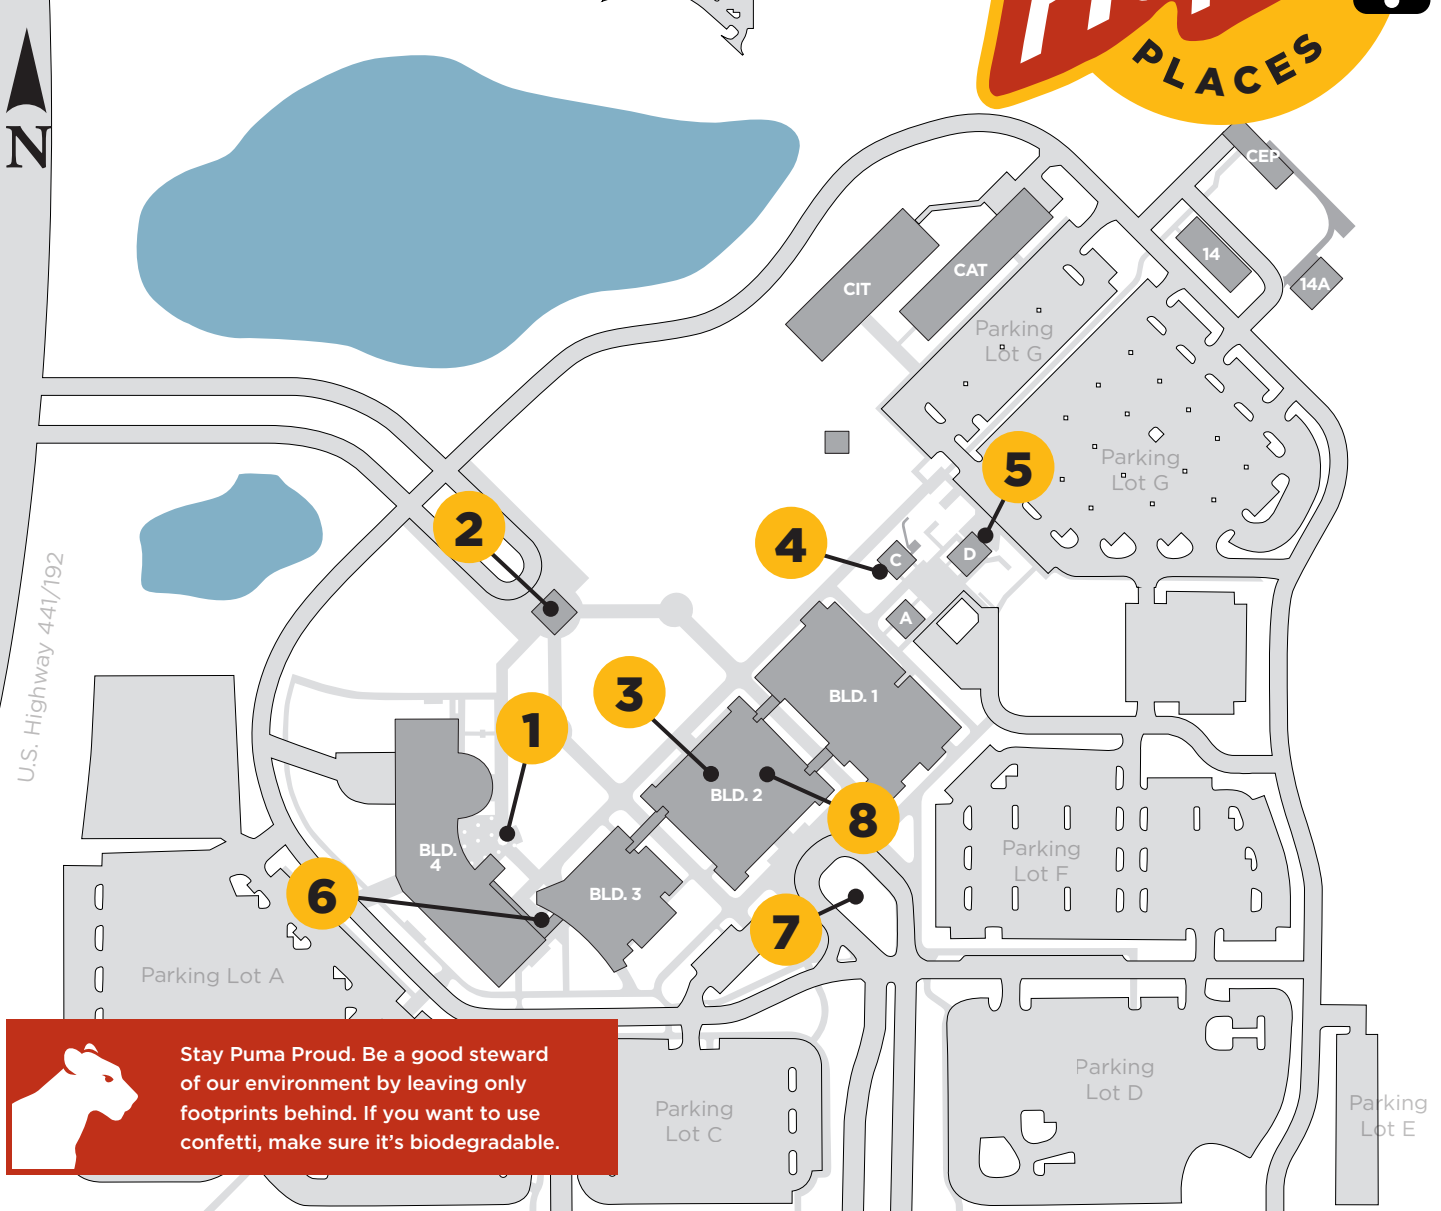 PLACES
N
CEP
14
14A
CAT
CIT
Parking
Lot G
Parking
Lot G
5
2
4
C
D
A
U.S. Highway 441/192
3
1
BLD. 1
BLD. 2
8
BLD.
4
BLD. 3
6
7
Parking
Lot F
Parking Lot A
Stay Puma Proud. Be a good steward
of our environment by leaving only
footprints behind. If you want to use
confetti, make sure it’s biodegradable.
Parking
Lot C
Parking
Lot D
Parking
Lot E